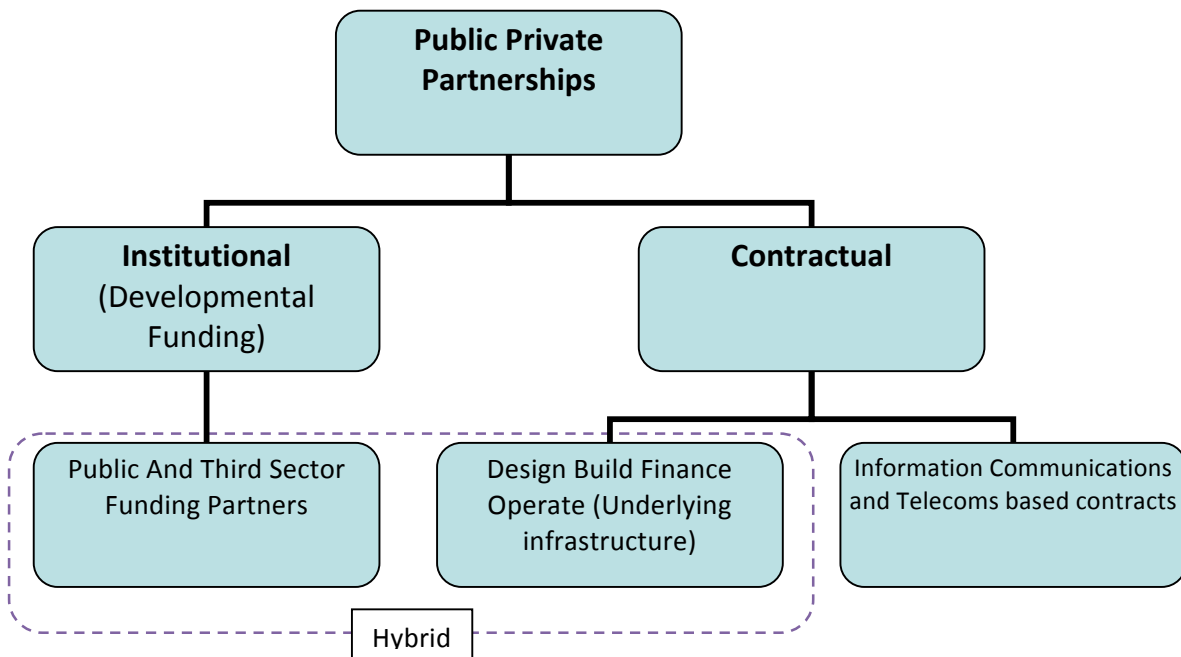 Public Private
Partnerships
Institutional
(Developmental
Funding)
Contractual
Public And Third Sector
Funding Partners
Design Build Finance
Operate (Underlying
infrastructure)
Information Communications
and Telecoms based contracts
Hybrid